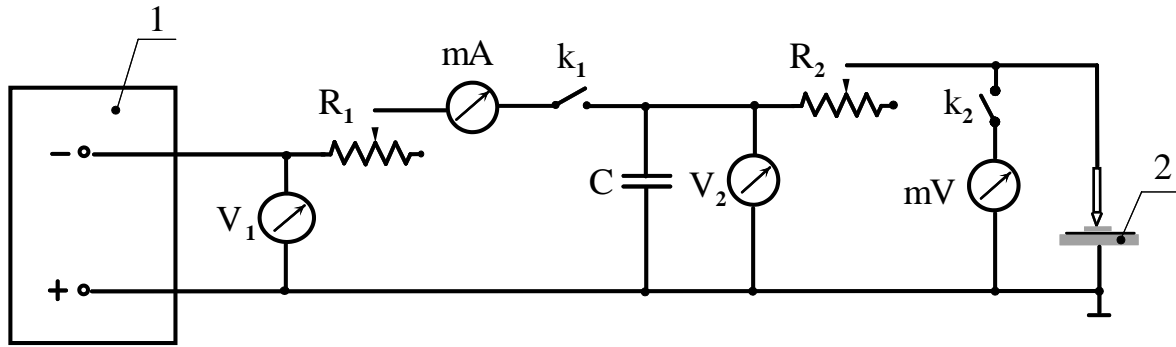 1
mA
k₁
R₂
R₁
k₂
−
2
C
V₂
mV
V₁
+